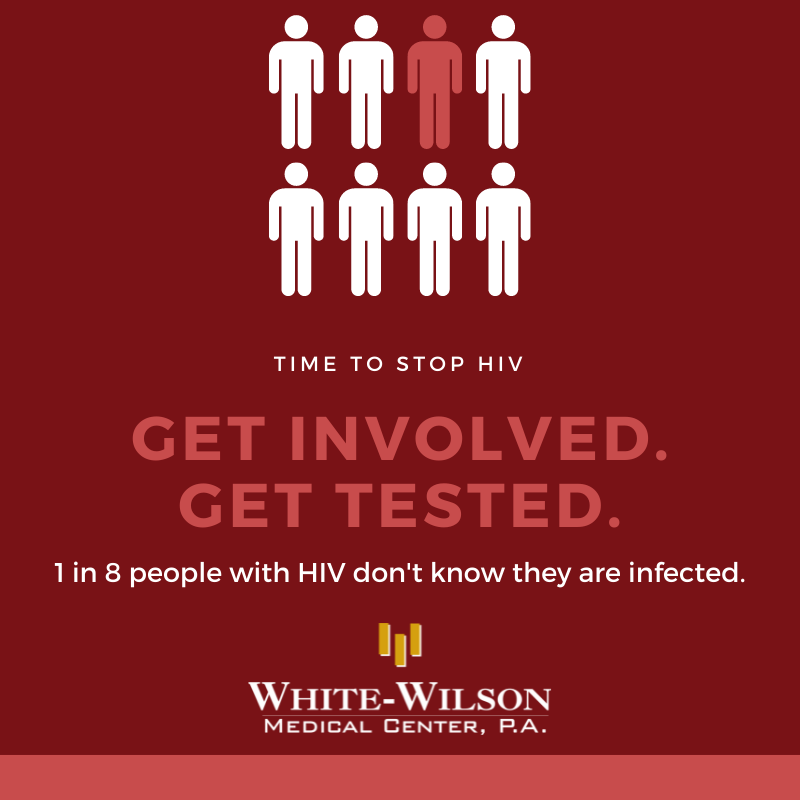 TIME TO STOP HIV
GET INVOLVED.
GET TESTED.
1 in 8 people with HIV don't know they are infected.
WHITE-WILSON
MEDICAL CENTER, P.A.